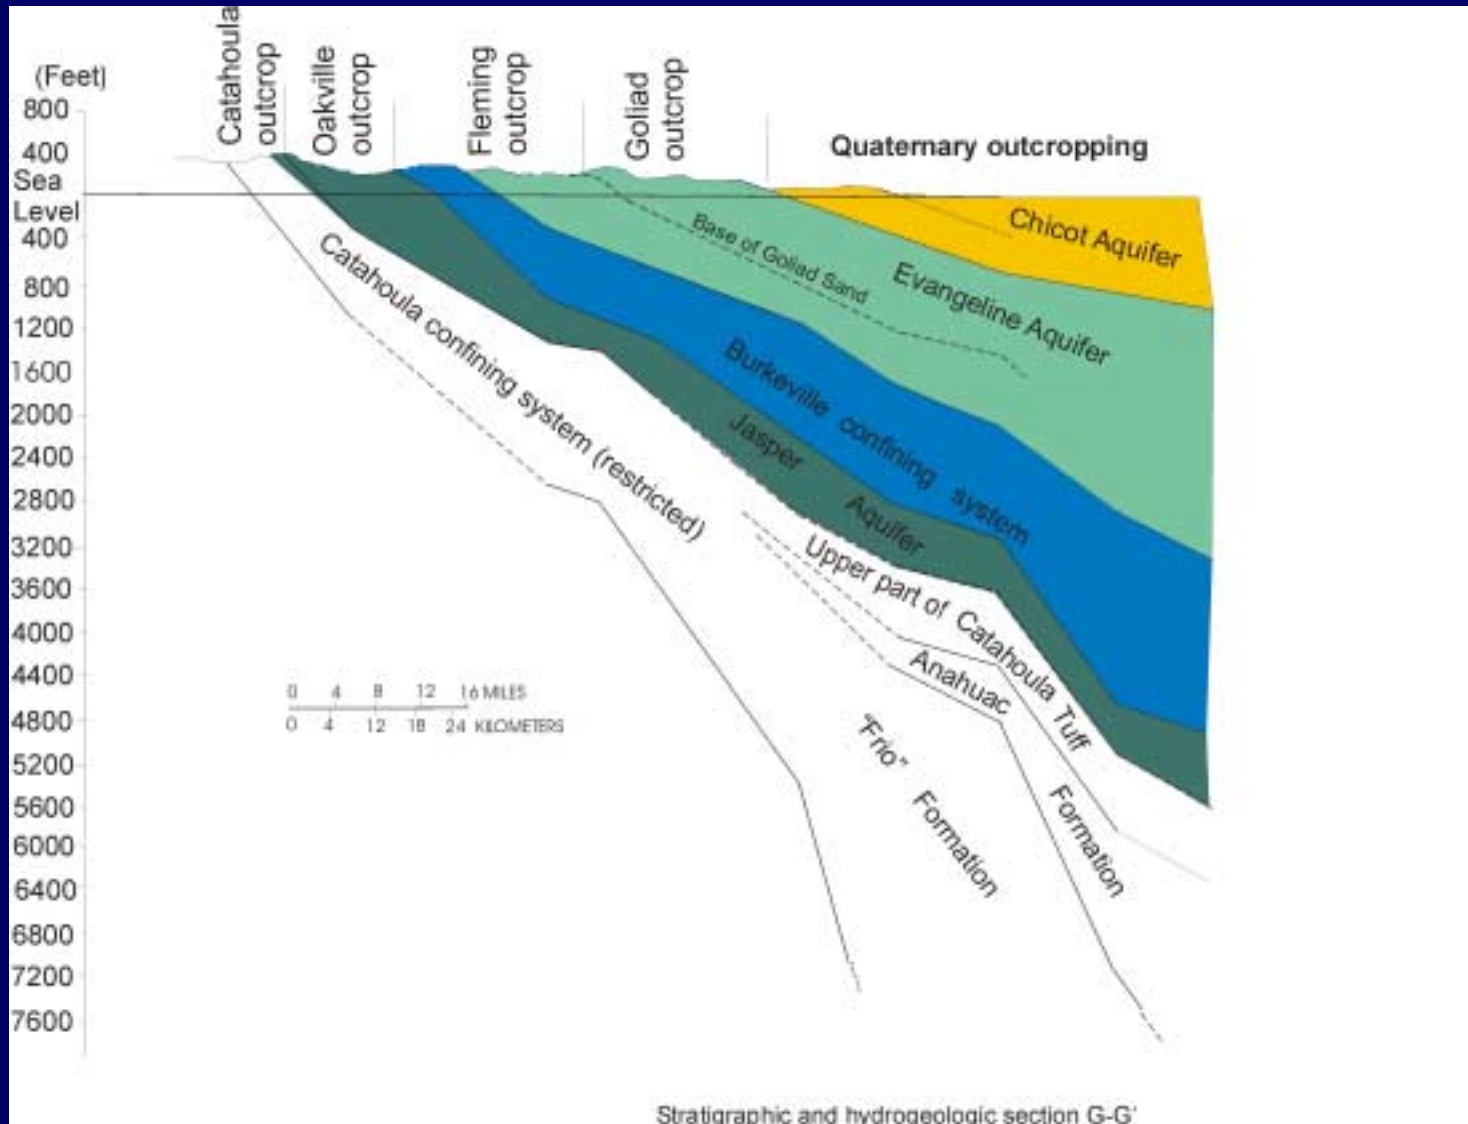 (Feet)
Catahoula
outcrop
Oakville
outcrop
Fleming
outcrop
Goliad
outcrop
Quaternary outcropping
800
400
Sea
Level
400
800
1200
1600
2000
2400
2800
3200
3600
4000
4400
4800
5200
5600
6000
6400
6800
7200
7600
Chicot Aquifer
Base of Goliad Sand
Evangeline Aquifer
Burkeville confining system
Jasper Aquifer
Catahoula confining system (restricted)
Upper part of Catahoula Tuff
Anahuac Formation
"Frio" Formation
0 4 8 12 16 MILES
0 4 12 18 24 KILOMETERS
Stratigraphic and hydrogeologic section G-G'